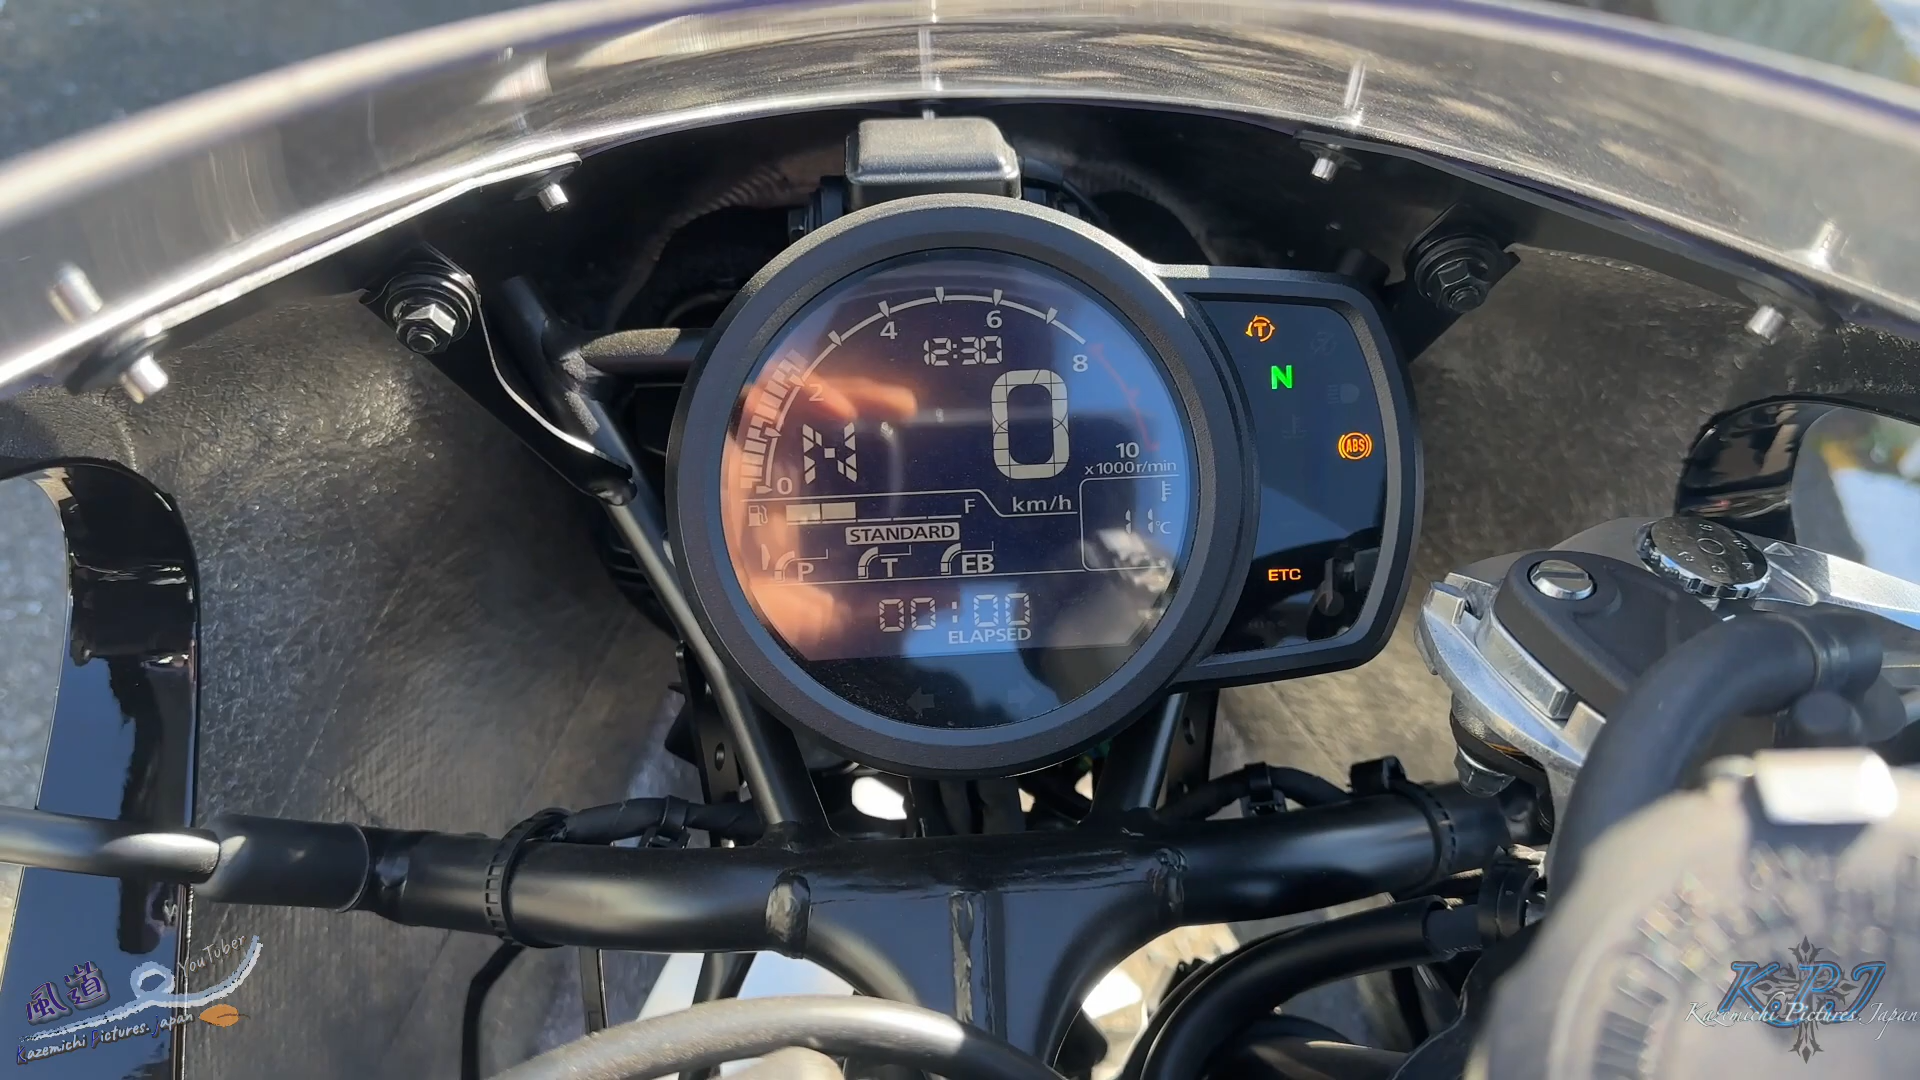 4
6
12:30
8
2
N
0
10
x1000r/min
0
F
km/h
STANDARD
°C
P
T
EB
00:00
ELAPSED
T
N
ABS
ETC
風道
YouTuber
Kazemichi Pictures. Japan
K.P.J
Kazemichi Pictures. Japan